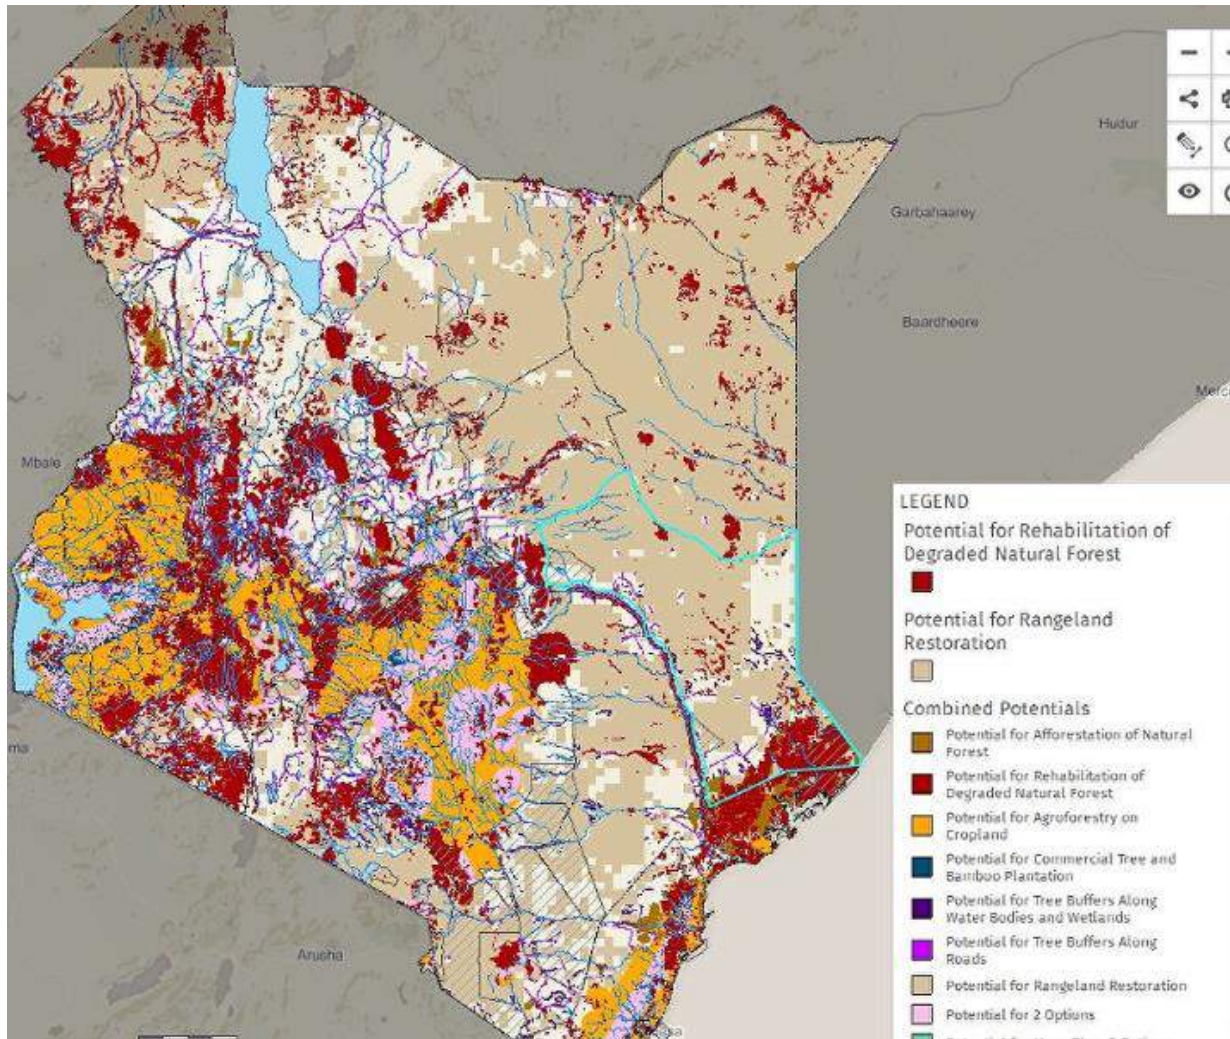 Hudur
Garbahaarey
Baardheere
Mbale
Arusha
LEGEND
Potential for Rehabilitation of
Degraded Natural Forest
Potential for Rangeland
Restoration
Combined Potentials
Potential for Afforestation of Natural
Forest
Potential for Rehabilitation of
Degraded Natural Forest
Potential for Agroforestry on
Cropland
Potential for Commercial Tree and
Bamboo Plantation
Potential for Tree Buffers Along
Water Bodies and Wetlands
Potential for Tree Buffers Along
Roads
Potential for Rangeland Restoration
Potential for 2 Options